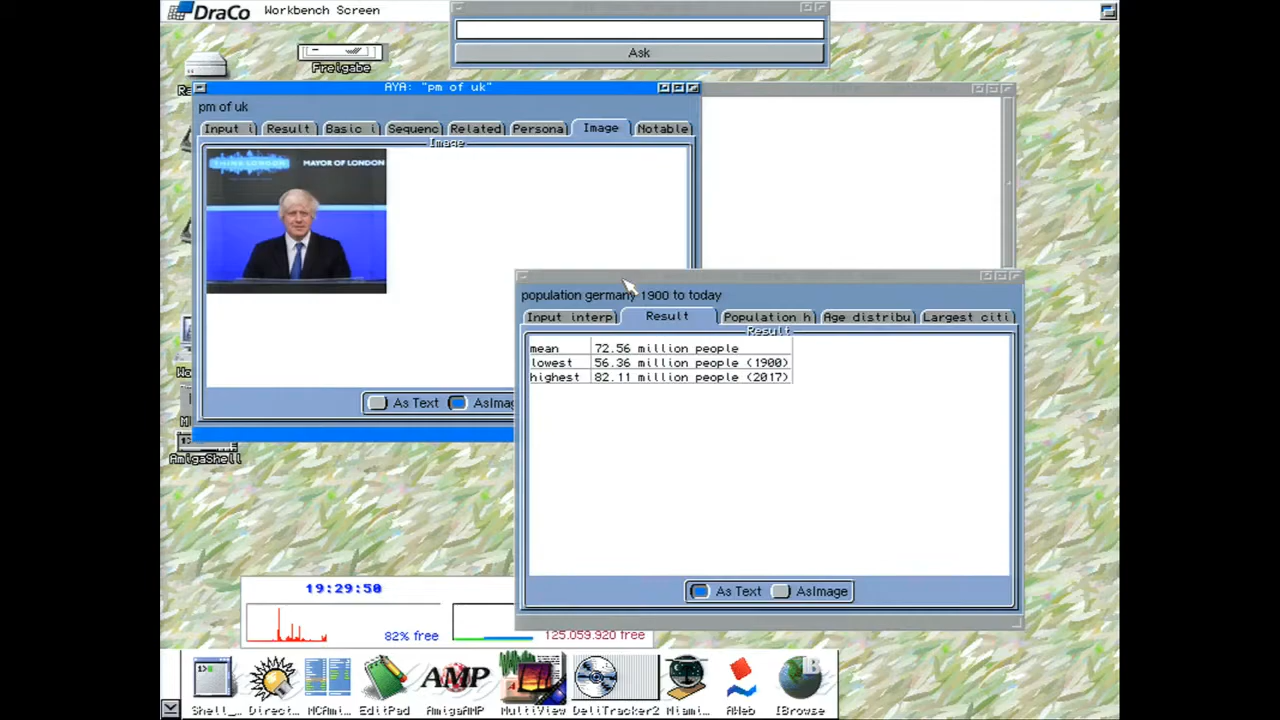 DraCo Workbench Screen
Ask
Freigabe
AYA: "pm of uk"
pm of uk
Input i Result Basic i Sequenc Related Persona Image Notable
Image
THINK LONDON MAYOR OF LONDON
As Text AsImag
population germany 1900 to today
Input interp Result Population h Age distribu Largest citi
Result
mean 72.56 million people
lowest 56.36 million people (1900)
highest 82.11 million people (2017)
As Text AsImage
AmigaShell
19:29:50
82% free
125.059.920 free
AMP
Shell_.. Direct.. MCAmi.. EditPad AmigaAMP MultiView DeliTracker2 Miami.. AWeb IBrowse